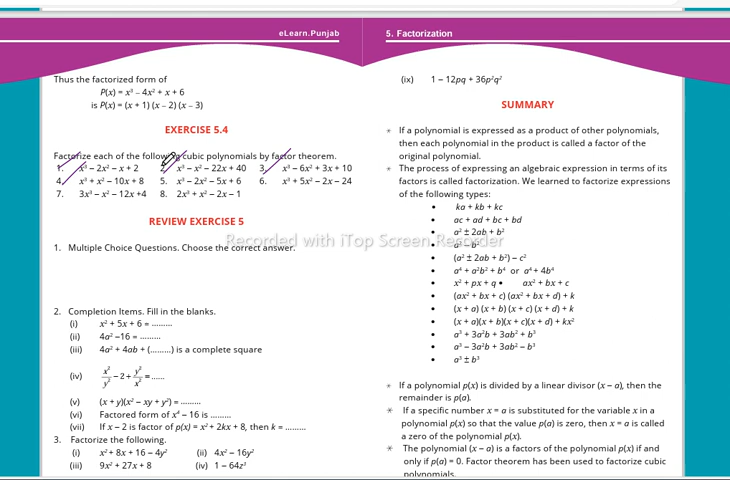 eLearn.Punjab
5. Factorization
Thus the factorized form of
P(x) = x³ – 4x² + x + 6
is P(x) = (x + 1) (x – 2) (x – 3)
EXERCISE 5.4
Factorize each of the following cubic polynomials by factor theorem.
1. x³ – 2x² – x + 2 2. x³ – x² – 22x + 40 3. x³ – 6x² + 3x + 10
4. x³ + x² – 10x + 8 5. x³ – 2x² – 5x + 6 6. x³ + 5x² – 2x – 24
7. 3x³ – x² – 12x +4 8. 2x³ + x² – 2x – 1
REVIEW EXERCISE 5
1. Multiple Choice Questions. Choose the correct answer.
2. Completion Items. Fill in the blanks.
(i) x² + 5x + 6 = .........
(ii) 4a² –16 = .........
(iii) 4a² + 4ab + (.........) is a complete square
(iv) x²/y² – 2 + y²/x² = ......
(v) (x + y)(x² – xy + y²) = .........
(vi) Factored form of x⁴ – 16 is .........
(vii) If x – 2 is factor of p(x) = x² + 2kx + 8, then k = .........
3. Factorize the following.
(i) x² + 8x + 16 – 4y² (ii) 4x² – 16y²
(iii) 9x² + 27x + 8 (iv) 1 – 64z³
(ix) 1 – 12pq + 36p²q²
SUMMARY
* If a polynomial is expressed as a product of other polynomials,
then each polynomial in the product is called a factor of the
original polynomial.
* The process of expressing an algebraic expression in terms of its
factors is called factorization. We learned to factorize expressions
of the following types:
• ka + kb + kc
• ac + ad + bc + bd
• a² ± 2ab + b²
• a² – b²
• (a² ± 2ab + b²) – c²
• a⁴ + a²b² + b⁴ or a⁴ + 4b⁴
• x² + px + q • ax² + bx + c
• (ax² + bx + c) (ax² + bx + d) + k
• (x + a) (x + b) (x + c) (x + d) + k
• (x + a)(x + b)(x + c)(x + d) + kx²
• a³ + 3a²b + 3ab² + b³
• a³ – 3a²b + 3ab² – b³
• a³ ± b³
* If a polynomial p(x) is divided by a linear divisor (x – a), then the
remainder is p(a).
* If a specific number x = a is substituted for the variable x in a
polynomial p(x) so that the value p(a) is zero, then x = a is called
a zero of the polynomial p(x).
* The polynomial (x – a) is a factors of the polynomial p(x) if and
only if p(a) = 0. Factor theorem has been used to factorize cubic
polynomials.
Recorded with iTop Screen Recorder